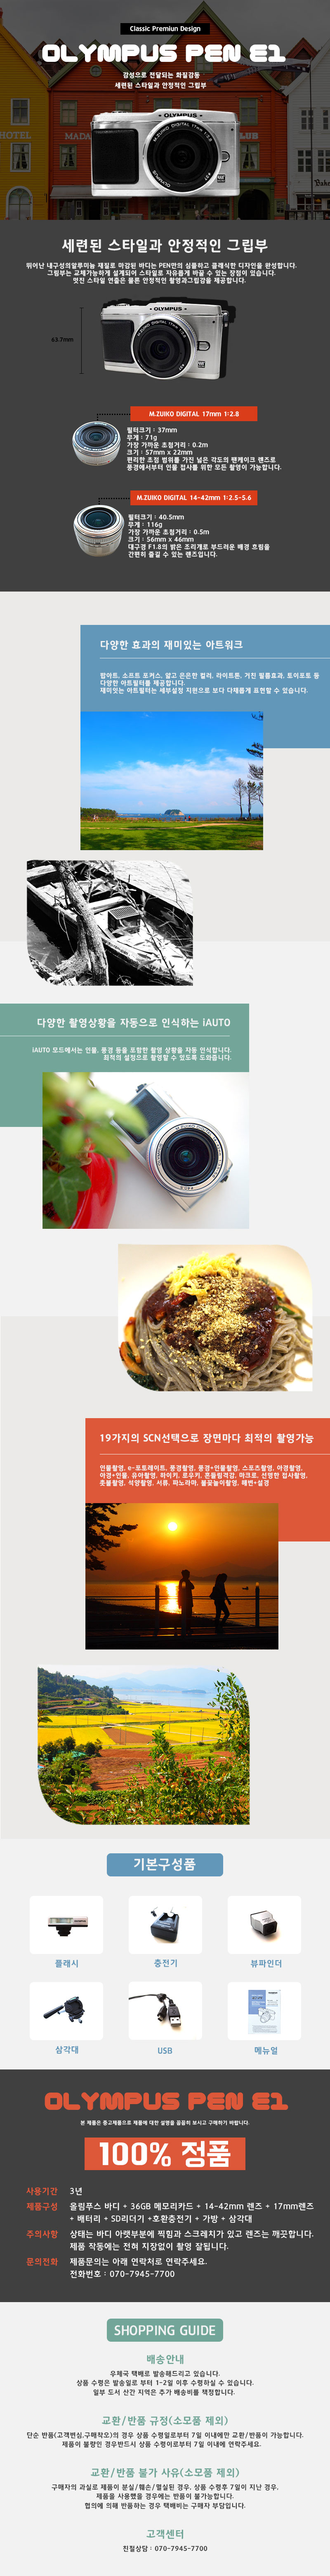 Classic Premiun Design
OLYMPUS PEN E1
감성으로 전달되는 화질감동
세련된 스타일과 안정적인 그립부
HOTEL
OLYMPUS
M.ZUIKO DIGITAL 17mm 1:2.8
세련된 스타일과 안정적인 그립부
뛰어난 내구성의알루미늄 재질로 마감된 바디는 PEN만의 심플하고 클래식한 디자인을 완성합니다.
그립부는 교체가능하게 설계되어 스타일로 자유롭게 바꿀 수 있는 장점이 있습니다.
멋진 스타일 연출은 물론 안정적인 촬영과그립감을 제공합니다.
OLYMPUS
63.7mm
M.ZUIKO DIGITAL 17mm 1:2.8
필터크기 : 37mm
무게 : 71g
가장 가까운 초점거리 : 0.2m
크기 : 57mm x 22mm
편리한 초점 범위를 가진 넓은 각도의 팬케이크 랜즈로
풍경에서부터 인물 접사를 위한 모든 촬영이 가능합니다.
M.ZUIKO DIGITAL 14-42mm 1:2.5-5.6
필터크기 : 40.5mm
무게 : 116g
가장 가까운 초점거리 : 0.5m
크기 : 56mm x 46mm
대구경 F1.8의 밝은 조리개로 부드러운 배경 흐림을
간편히 즐길 수 있는 랜즈입니다.
다양한 효과의 재미있는 아트워크
팝아트, 소프트 포커스, 얇고 은은한 컬러, 라이트톤, 거친 필름효과, 토이포토 등
다양한 아트필터를 제공합니다.
재미잇는 아트필터는 세부설정 지원으로 보다 다채롭게 표현할 수 있습니다.
다양한 촬영상황을 자동으로 인식하는 iAUTO
iAUTO 모드에서는 인물, 풍경 등을 포함한 촬영 상황을 자동 인식합니다.
최적의 설정으로 촬영할 수 있도록 도와줍니다.
19가지의 SCN선택으로 장면마다 최적의 촬영가능
인물촬영, e-포토레이트, 풍경촬영, 풍경+인물촬영, 스포츠촬영, 야경촬영,
야경+인물, 유아촬영, 하이키, 로우키, 흔들림격감, 마크로, 선명한 접사촬영,
촛불촬영, 석양촬영, 서류, 파노라마, 불꽃놀이촬영, 해변+설경
기본구성품
플래시
충전기
뷰파인더
삼각대
USB
메뉴얼
OLYMPUS PEN E1
본 제품은 중고제품으로 제품에 대한 설명을 꼼꼼히 보시고 구매하기 바랍니다.
100% 정품
사용기간 3년
제품구성 올림푸스 바디 + 36GB 메모리카드 + 14-42mm 렌즈 + 17mm렌즈
+ 배터리 + SD리더기 +호환충전기 + 가방 + 삼각대
주의사항 상태는 바디 아랫부분에 찍힘과 스크레치가 있고 렌즈는 깨끗합니다.
제품 작동에는 전혀 지장없이 촬영 잘됩니다.
문의전화 제품문의는 아래 연락처로 연락주세요.
전화번호 : 070-7945-7700
SHOPPING GUIDE
배송안내
우체국 택배로 발송해드리고 있습니다.
상품 수령은 발송일로 부터 1-2일 이후 수령하실 수 있습니다.
일부 도서 산간 지역은 추가 배송비를 책정합니다.
교환/반품 규정(소모품 제외)
단순 반품(고객변심,구매착오)의 경우 상품 수령일로부터 7일 이내에만 교환/반품이 가능합니다.
제품이 불량인 경우반드시 상품 수령이로부터 7일 이내에 연락주세요.
교환/반품 불가 사유(소모품 제외)
구매자의 과실로 제품이 분실/훼손/멸실된 경우, 상품 수령후 7일이 지난 경우,
제품을 사용했을 경우에는 반품이 불가능합니다.
협의에 의해 반품하는 경우 택배비는 구매자 부담입니다.
고객센터
친절상담 : 070-7945-7700